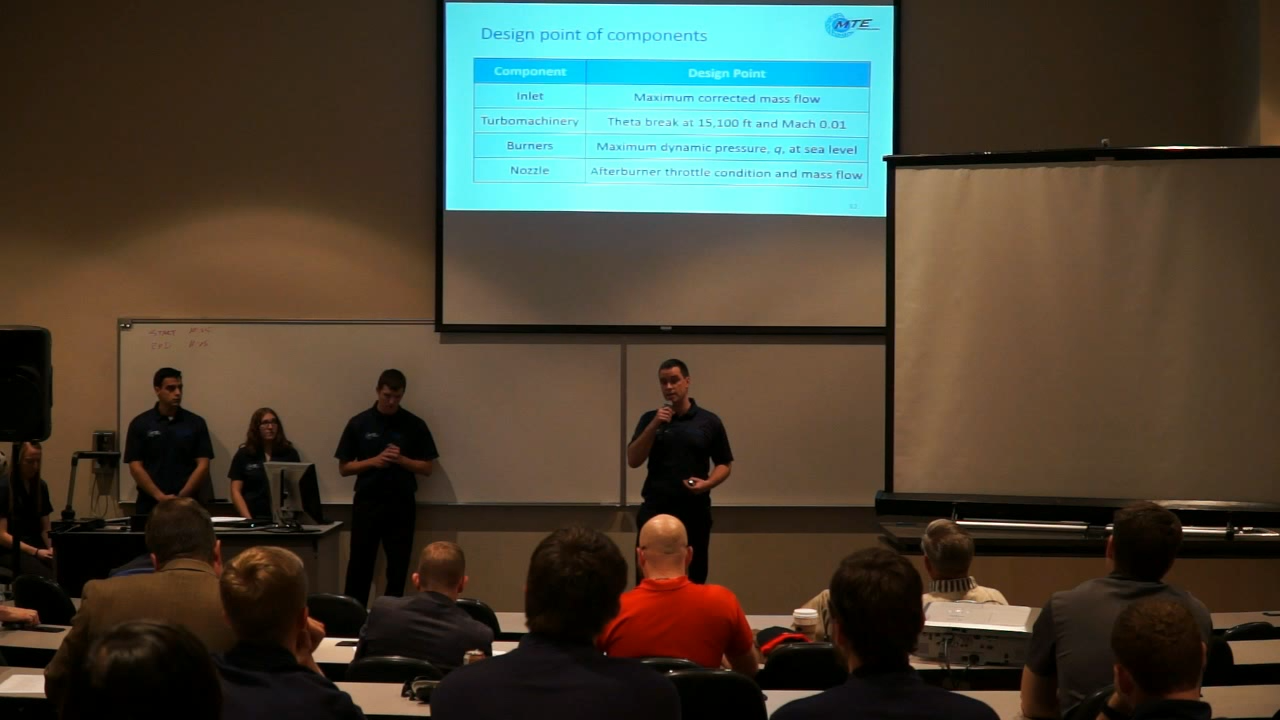 Design point of components
MTE
Component Design Point
Inlet Maximum corrected mass flow
Turbomachinery Theta break at 15,100 ft and Mach 0.01
Burners Maximum dynamic pressure, q, at sea level
Nozzle Afterburner throttle condition and mass flow
START
END